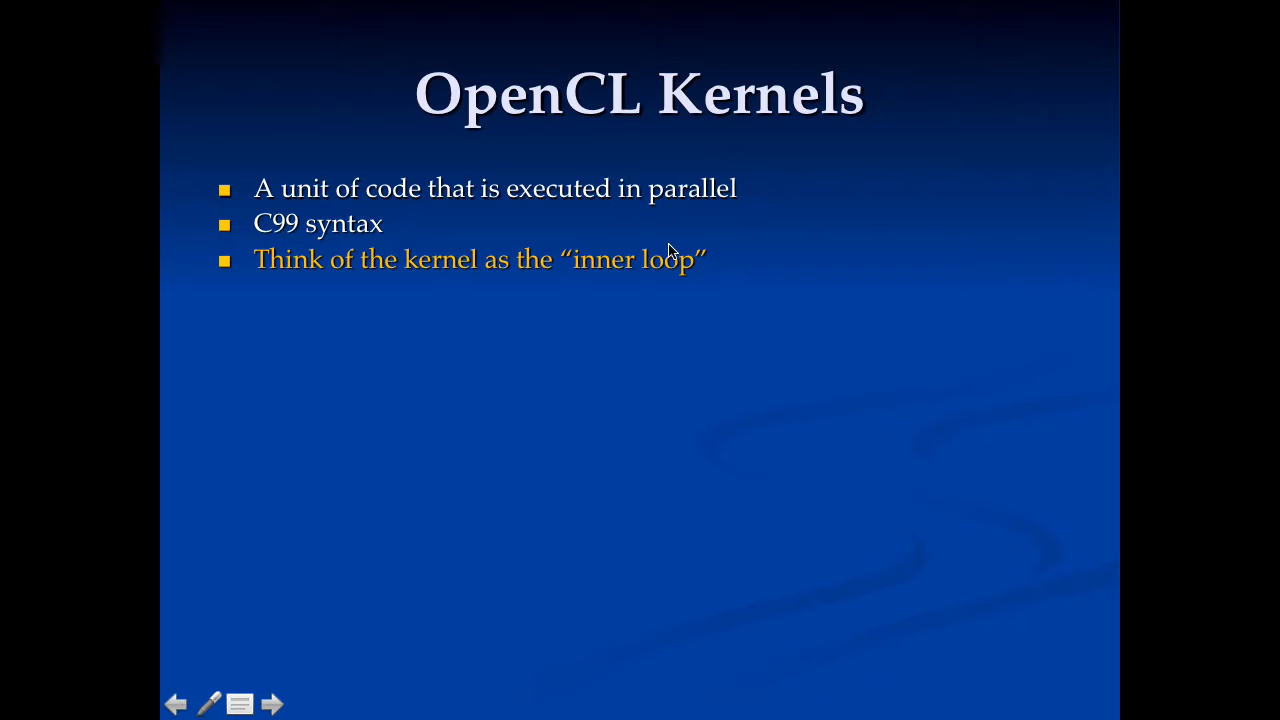 OpenCL Kernels
A unit of code that is executed in parallel
C99 syntax
Think of the kernel as the “inner loop”